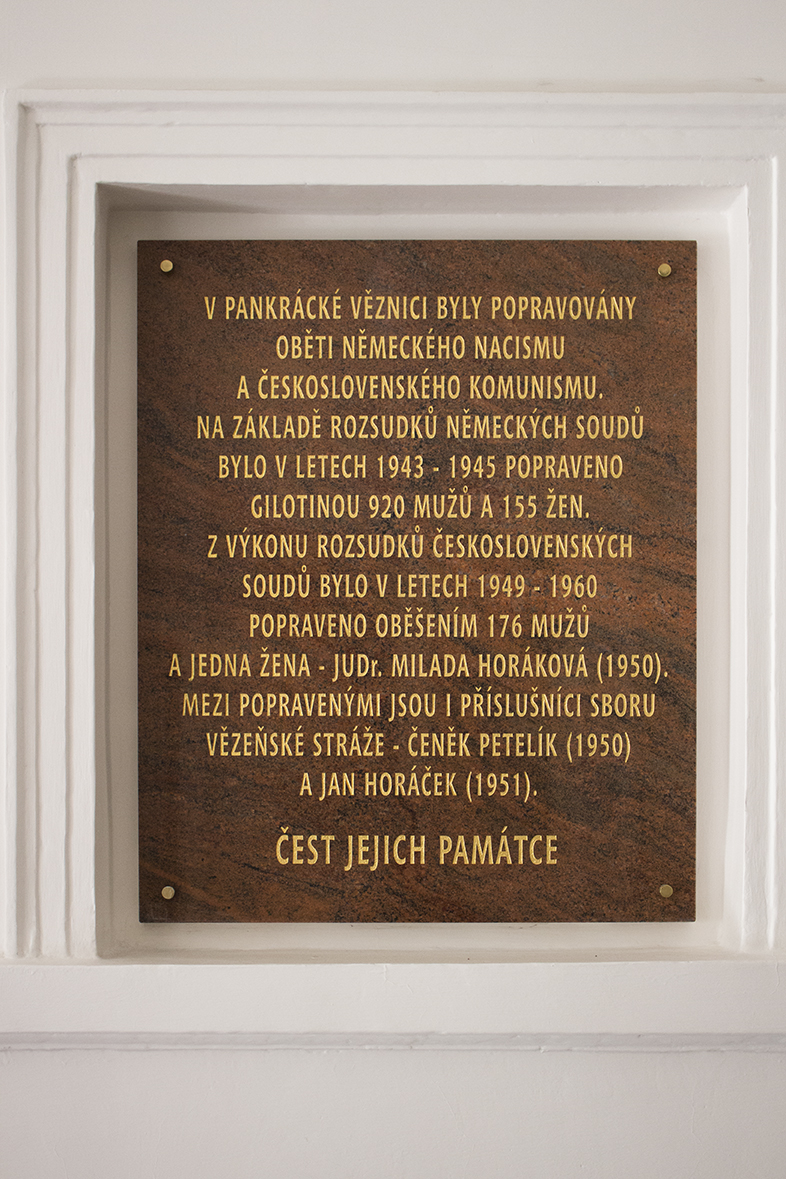 V PANKRÁCKÉ VĚZNICI BYLY POPRAVOVÁNY
OBĚTI NĚMECKÉHO NACISMU
A ČESKOSLOVENSKÉHO KOMUNISMU.
NA ZÁKLADĚ ROZSUDKŮ NĚMECKÝCH SOUDŮ
BYLO V LETECH 1943 - 1945 POPRAVENO
GILOTINOU 920 MUŽŮ A 155 ŽEN.
Z VÝKONU ROZSUDKŮ ČESKOSLOVENSKÝCH
SOUDŮ BYLO V LETECH 1949 - 1960
POPRAVENO OBĚŠENÍM 176 MUŽŮ
A JEDNA ŽENA - JUDr. MILADA HORÁKOVÁ (1950).
MEZI POPRAVENÝMI JSOU I PŘÍSLUŠNÍCI SBORU
VĚZEŇSKÉ STRÁŽE - ČENĚK PETELÍK (1950)
A JAN HORÁČEK (1951).
ČEST JEJICH PAMÁTCE